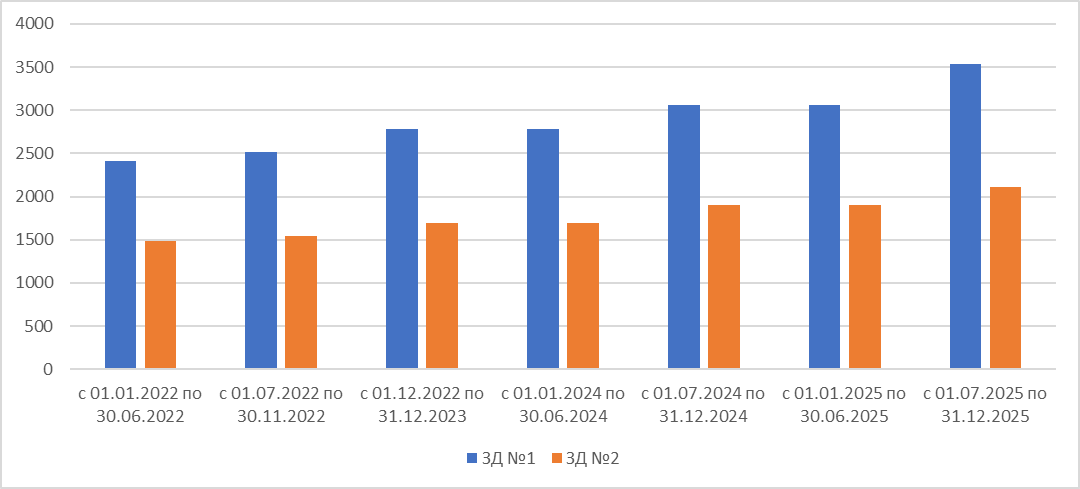 4000
3500
3000
2500
2000
1500
1000
500
0
с 01.01.2022 по
30.06.2022
с 01.07.2022 по
30.11.2022
с 01.12.2022 по
31.12.2023
с 01.01.2024 по
30.06.2024
с 01.07.2024 по
31.12.2024
с 01.01.2025 по
30.06.2025
с 01.07.2025 по
31.12.2025
ЗД №1
ЗД №2